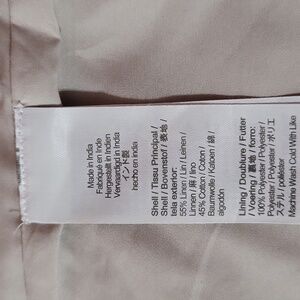 Made in India
Fabriqué en Inde
Hergestellt in Indien
Vervaardigd in India
インド製
hecho en india
Shell / Tissu Principal /
Shell / Bovenstof / 表地 /
tela exterior:
55% Linen / Lin / Leinen /
Linnen / 麻 / lino
45% Cotton / Coton /
Baumwolle / Katoen / 綿 /
algodón
Lining / Doublure / Futter
/ Voering / 裏地 / forro:
100% Polyester / Polyester /
Polyester / Polyester / ポリエ
ステル / poliéster
Machine Wash Cold With Like